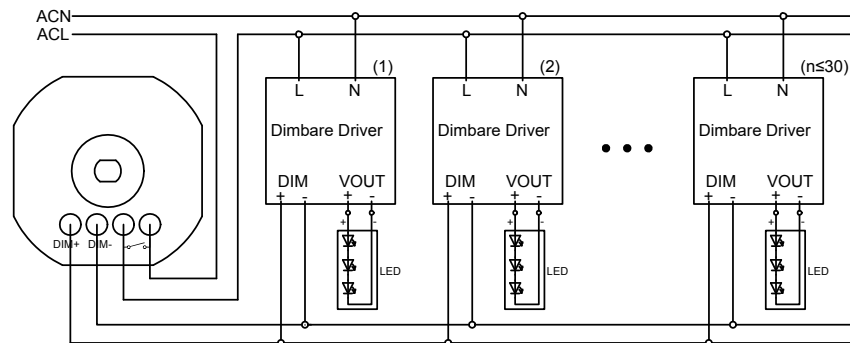 ACN
ACL
(1)
(2)
(n≤30)
L N
L N
L N
Dimbare Driver
Dimbare Driver
Dimbare Driver
DIM VOUT
DIM VOUT
DIM VOUT
+ - + -
+ - + -
+ - + -
+ -
+ -
+ -
DIM+ DIM-
LED
LED
LED